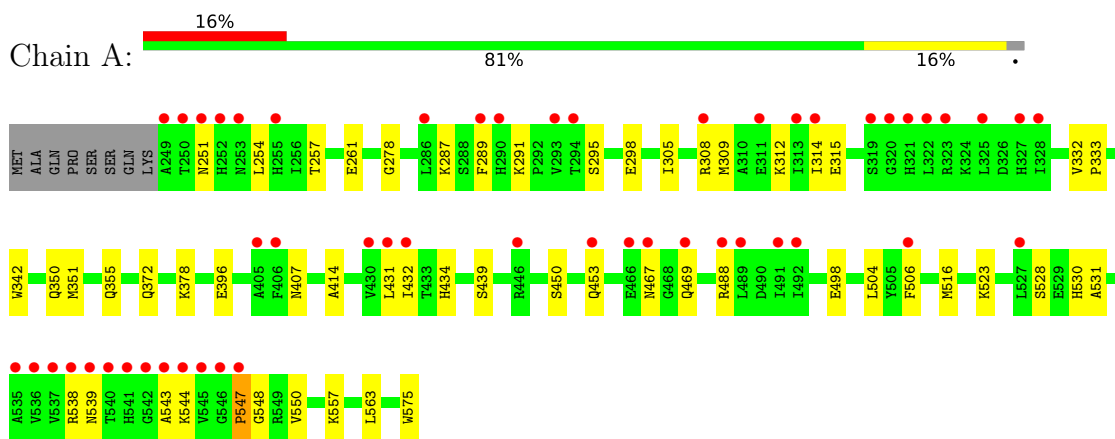 16%
Chain A:
81% 16% •
MET ALA GLN PRO SER SER GLN LYS A249 T250 N251 H252 N253 L254 H255 I256 T257 E261 G278 L286 K287 S288 F289 H290 K291 P292 V293 T294 S295 E298 I305 R308 M309 A310 E311 K312 I313 I314 E315 S319 G320 H321 L322 R323 K324 L325 D326 H327 I328 V332 P333
W342 Q350 M351 Q355 Q372 K378 E396 A405 F406 N407 A414 V430 L431 I432 T433 H434 S439 R446 S450 Q453 E466 N467 G468 Q469 R488 L489 D490 I491 I492 E498 L504 Y505 F506 M516 K523 L527 S528 E529 H530 A531
A535 V536 V537 R538 N539 T540 H541 G542 A543 K544 V545 G546 P547 G548 R549 V550 K557 L563 W575